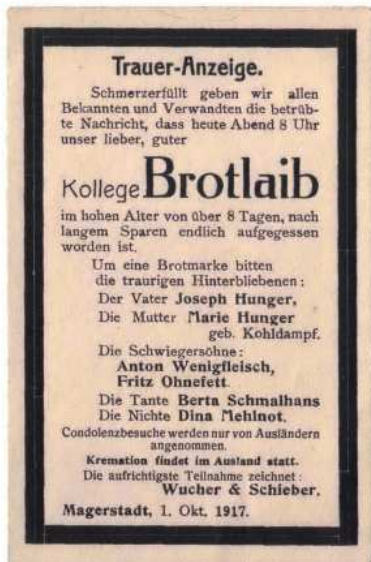 Trauer-Anzeige.
Schmerzerfüllt geben wir allen
Bekannten und Verwandten die betrüb-
te Nachricht, dass heute Abend 8 Uhr
unser lieber, guter
Kollege Brotlaib
im hohen Alter von über 8 Tagen, nach
langem Sparen endlich aufgegessen
worden ist.
Um eine Brotmarke bitten
die traurigen Hinterbliebenen:
Der Vater Joseph Hunger,
Die Mutter Marie Hunger
geb. Kohldampf.
Die Schwiegersöhne:
Anton Wenigfleisch,
Fritz Ohnefett.
Die Tante Berta Schmalhans
Die Nichte Dina Mehlnot.
Condolenzbesuche werden nur von Ausländern
angenommen.
Kremation findet im Ausland statt.
Die aufrichtigste Teilnahme zeichnet:
Wucher & Schieber.
Magerstadt, 1. Okt. 1917.